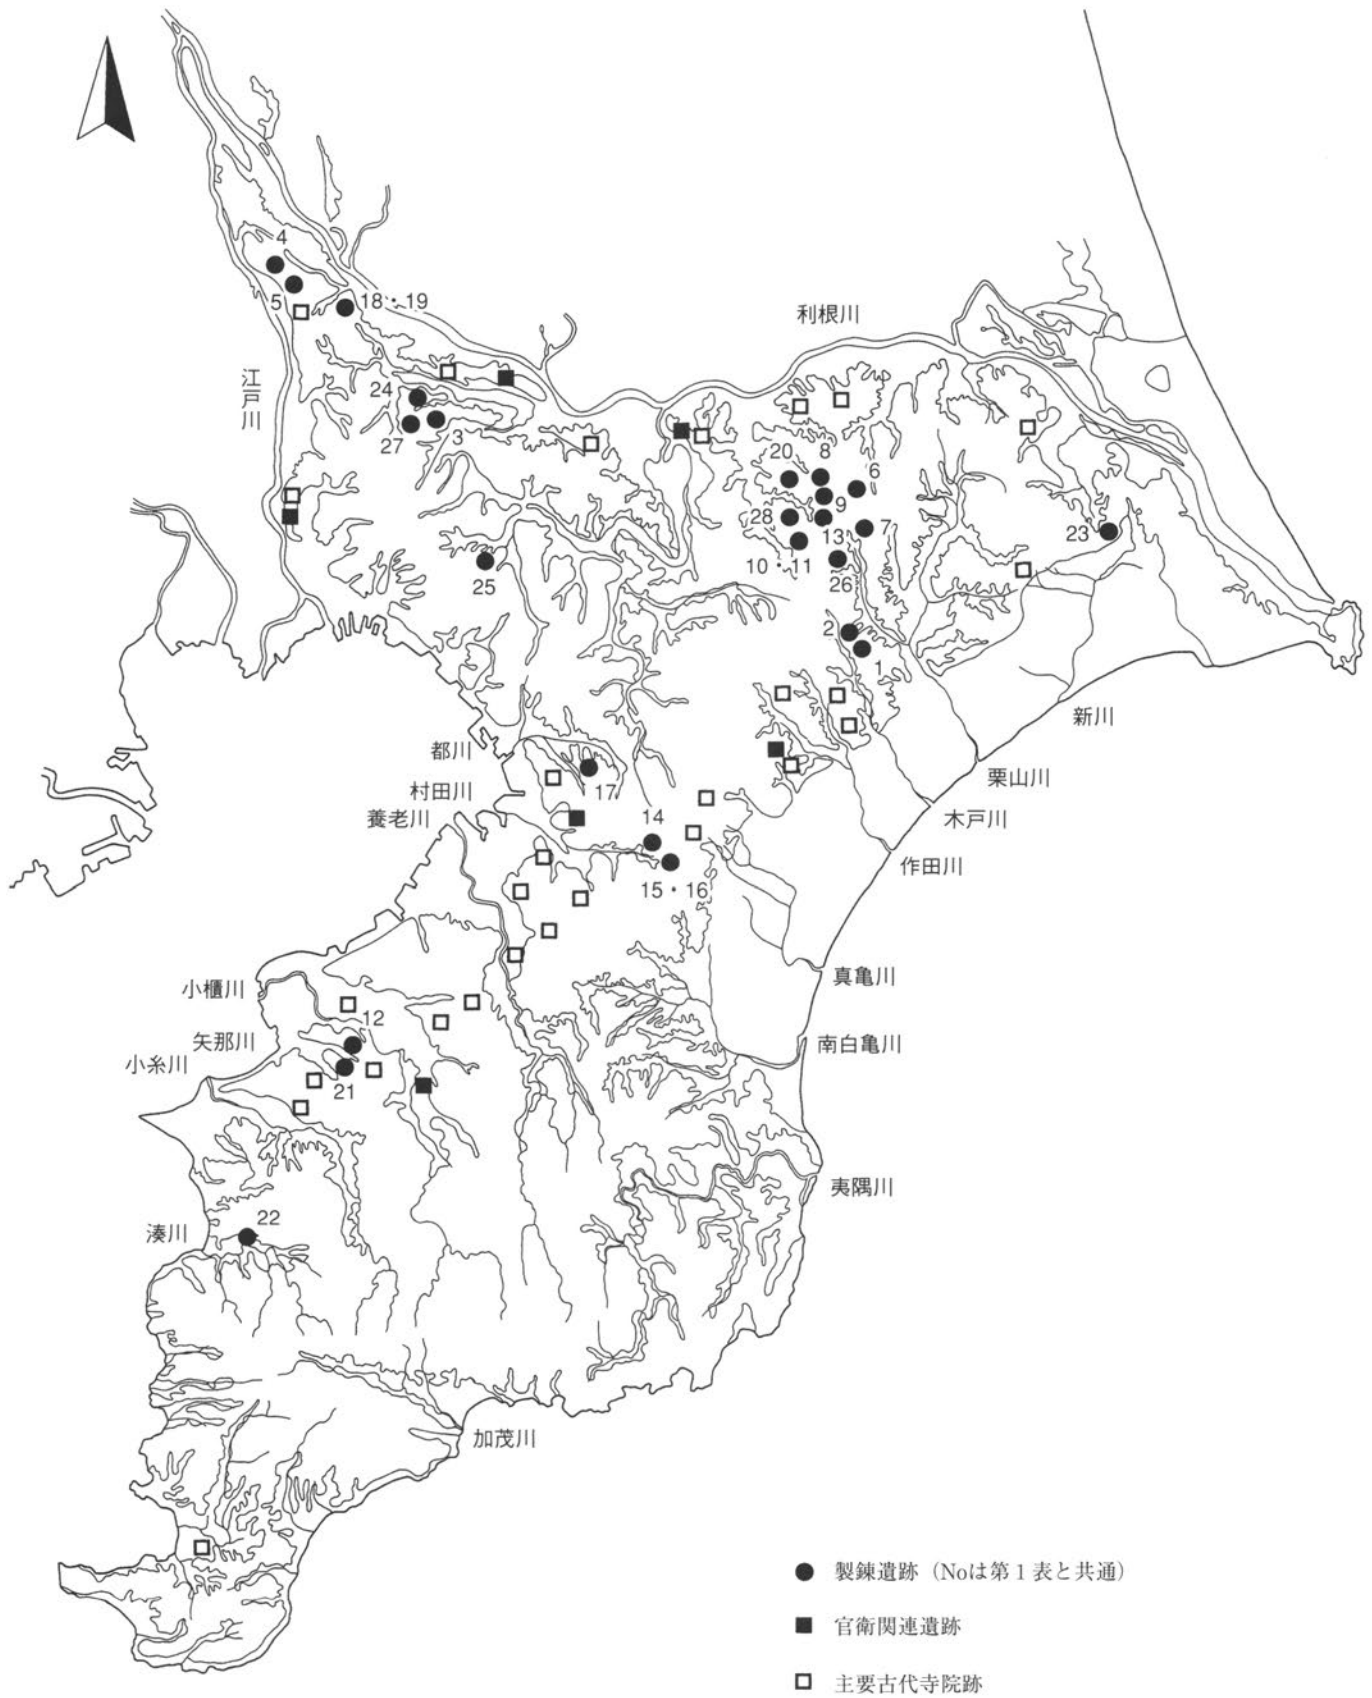 4
5
18・19
利根川
江戸川
24
27
3
20
8
6
9
28
13
7
10・11
26
23
25
2
1
新川
栗山川
木戸川
作田川
都川
村田川
養老川
17
14
15・16
真亀川
南白亀川
小櫃川
12
矢那川
小糸川
21
夷隅川
22
湊川
加茂川
製錬遺跡（Noは第１表と共通）
官衙関連遺跡
主要古代寺院跡